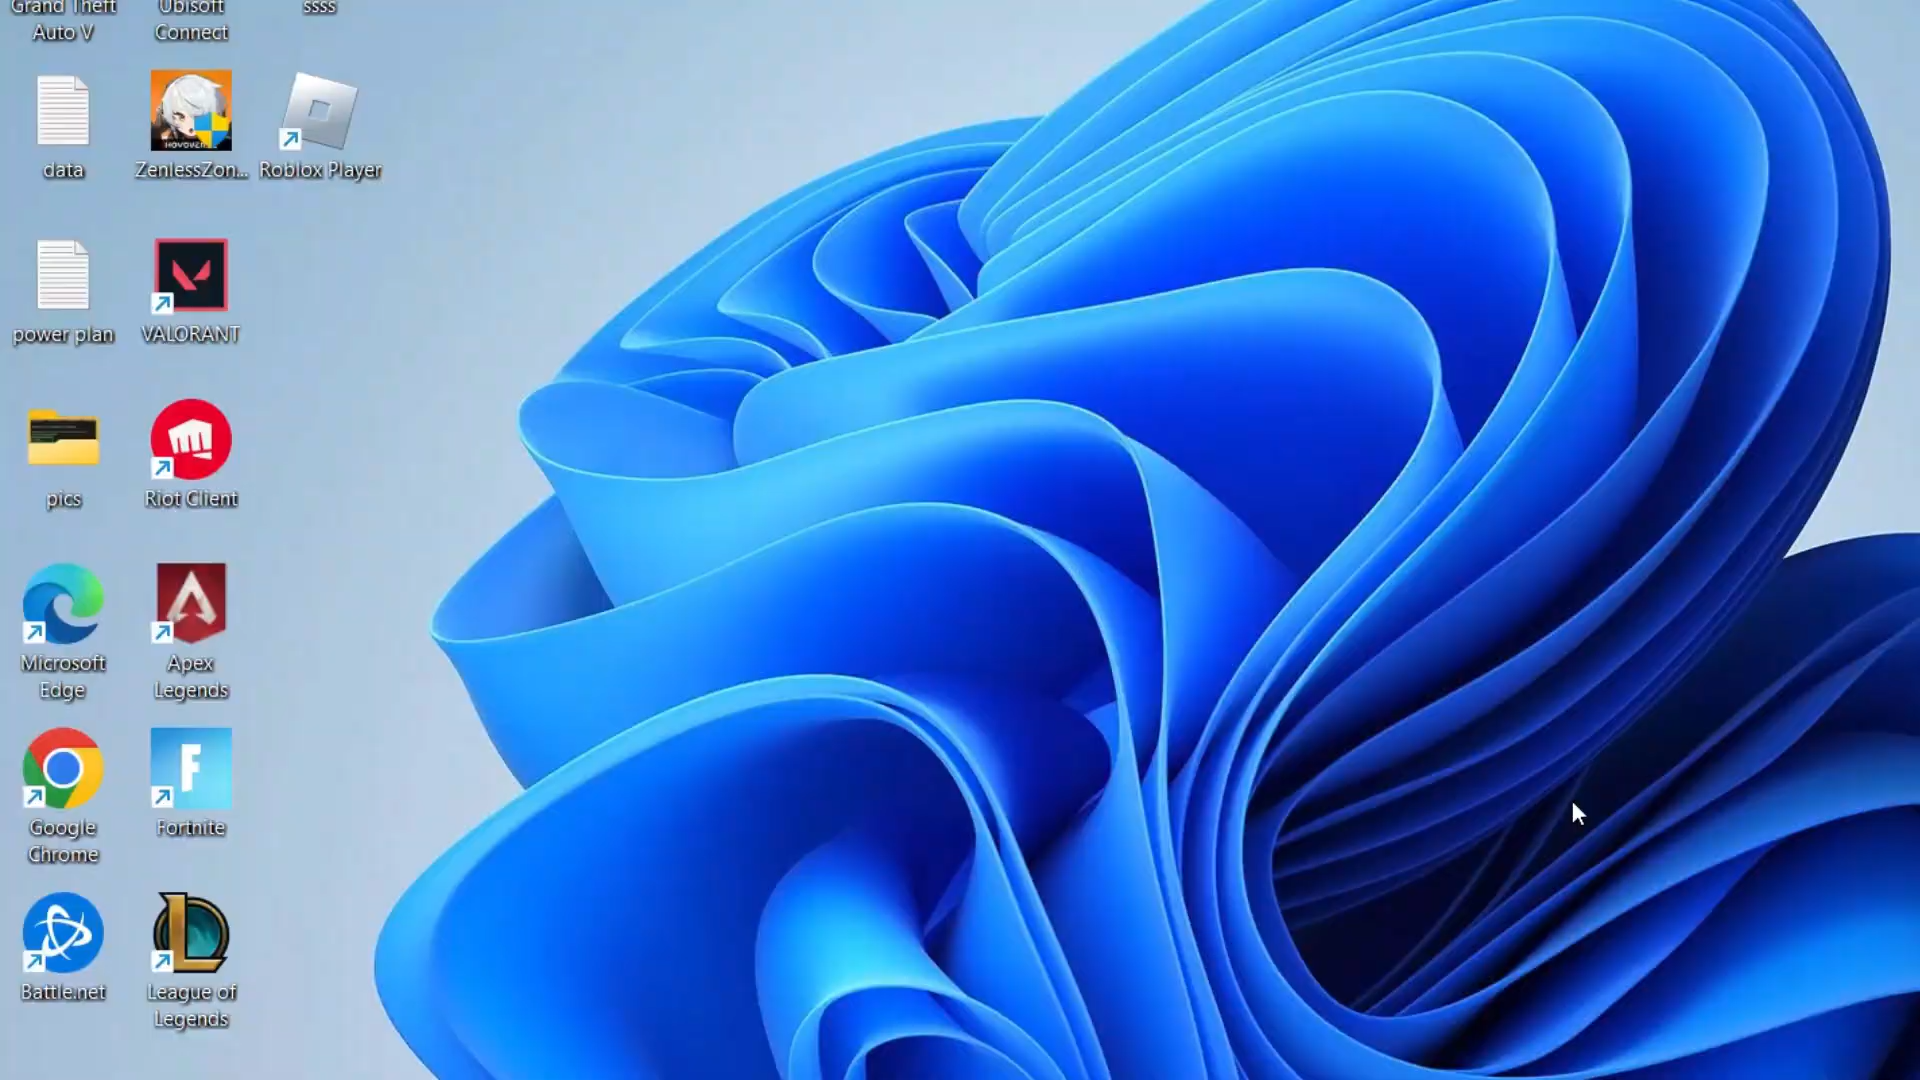 Grand Theft
Auto V
Ubisoft
Connect
ssss
data
HOYOVERSE
ZenlessZon...
Roblox Player
power plan
VALORANT
pics
Riot Client
Microsoft
Edge
Apex
Legends
Google
Chrome
F
Fortnite
Battle.net
League of
Legends